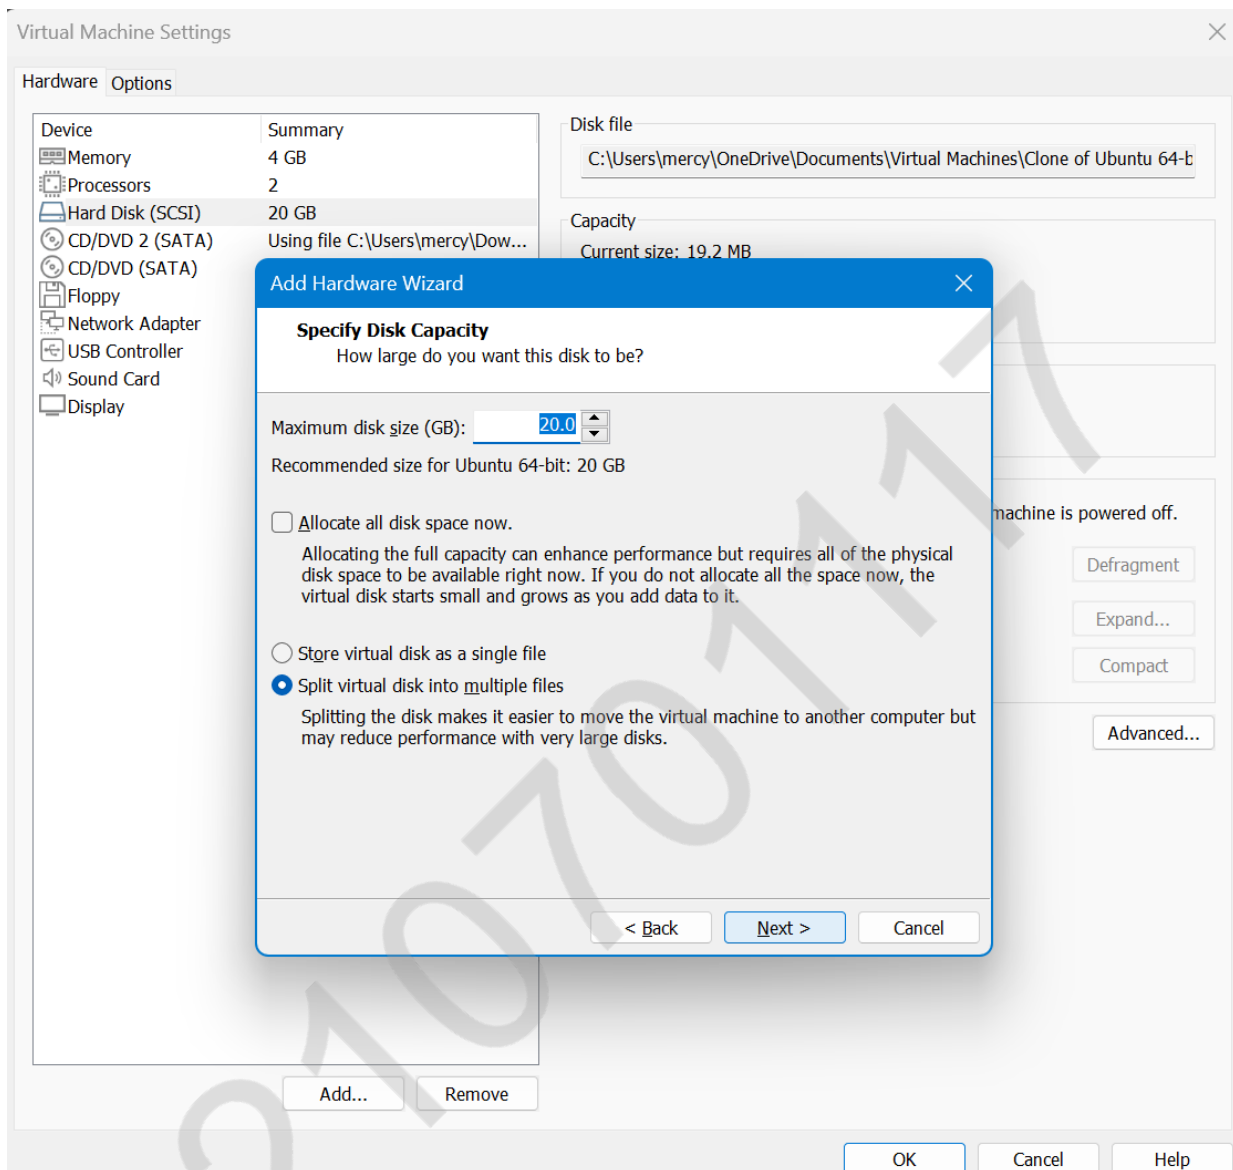 Virtual Machine Settings
Hardware Options
Device Summary
Memory 4 GB
Processors 2
Hard Disk (SCSI) 20 GB
CD/DVD 2 (SATA) Using file C:\Users\mercy\Dow...
CD/DVD (SATA)
Floppy
Network Adapter
USB Controller
Sound Card
Display
Add... Remove
Disk file
C:\Users\mercy\OneDrive\Documents\Virtual Machines\Clone of Ubuntu 64-b
Capacity
Current size: 19.2 MB
machine is powered off.
Defragment
Expand...
Compact
Advanced...
Add Hardware Wizard
Specify Disk Capacity
How large do you want this disk to be?
Maximum disk size (GB): 20.0
Recommended size for Ubuntu 64-bit: 20 GB
Allocate all disk space now.
Allocating the full capacity can enhance performance but requires all of the physical
disk space to be available right now. If you do not allocate all the space now, the
virtual disk starts small and grows as you add data to it.
Store virtual disk as a single file
Split virtual disk into multiple files
Splitting the disk makes it easier to move the virtual machine to another computer but
may reduce performance with very large disks.
< Back Next > Cancel
OK Cancel Help
210701117